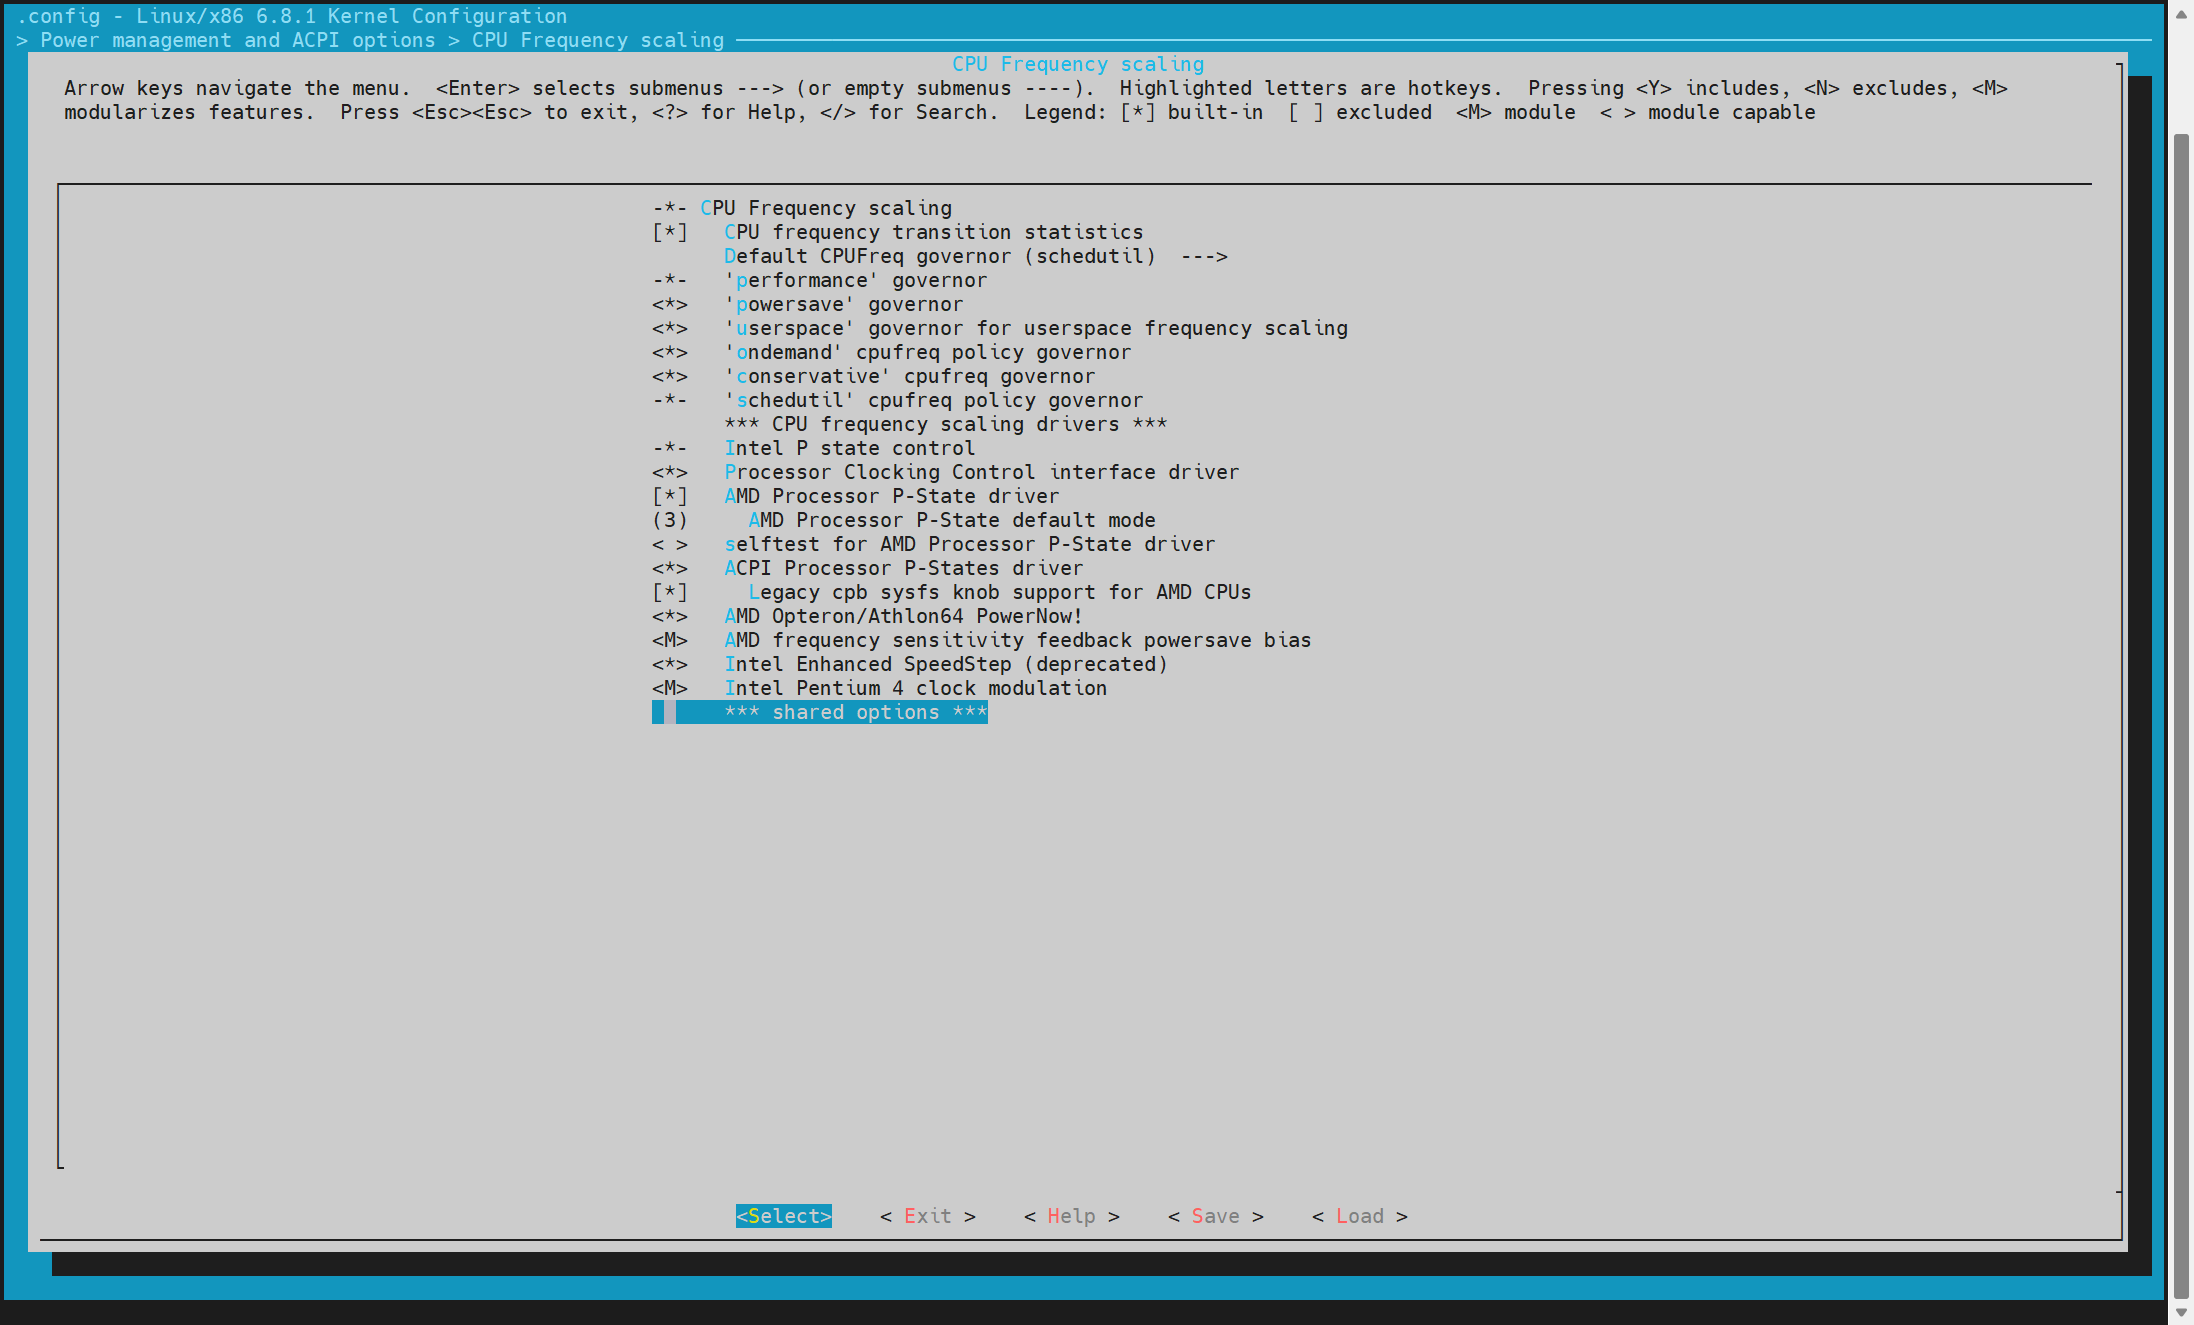 .config - Linux/x86 6.8.1 Kernel Configuration
> Power management and ACPI options > CPU Frequency scaling
CPU Frequency scaling
Arrow keys navigate the menu.  <Enter> selects submenus ---> (or empty submenus ----).  Highlighted letters are hotkeys.  Pressing <Y> includes, <N> excludes, <M>
modularizes features.  Press <Esc><Esc> to exit, <?> for Help, </> for Search.  Legend: [*] built-in  [ ] excluded  <M> module  < > module capable
-*- CPU Frequency scaling
[*]   CPU frequency transition statistics
Default CPUFreq governor (schedutil)  --->
-*-   'performance' governor
<*>   'powersave' governor
<*>   'userspace' governor for userspace frequency scaling
<*>   'ondemand' cpufreq policy governor
<*>   'conservative' cpufreq governor
-*-   'schedutil' cpufreq policy governor
*** CPU frequency scaling drivers ***
-*-   Intel P state control
<*>   Processor Clocking Control interface driver
[*]   AMD Processor P-State driver
(3)     AMD Processor P-State default mode
< >   selftest for AMD Processor P-State driver
<*>   ACPI Processor P-States driver
[*]     Legacy cpb sysfs knob support for AMD CPUs
<*>   AMD Opteron/Athlon64 PowerNow!
<M>   AMD frequency sensitivity feedback powersave bias
<*>   Intel Enhanced SpeedStep (deprecated)
<M>   Intel Pentium 4 clock modulation
*** shared options ***
<Select>    < Exit >    < Help >    < Save >    < Load >